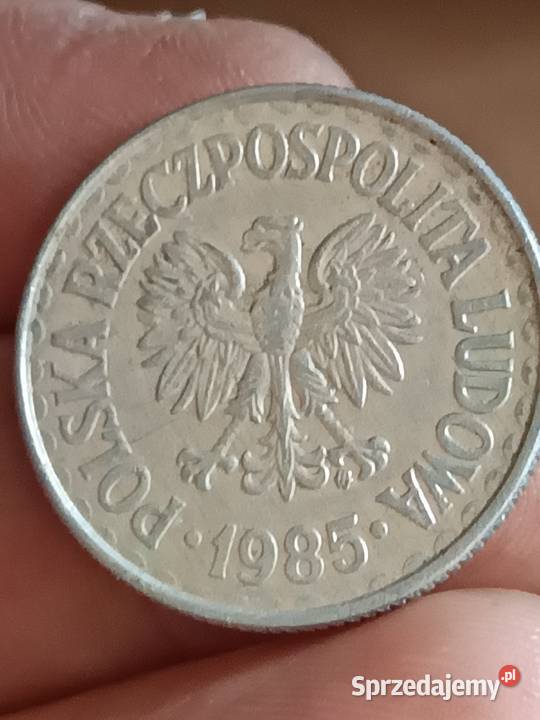 POLSKA RZECZPOSPOLITA LUDOWA
·1985·
Sprzedajemy.pl